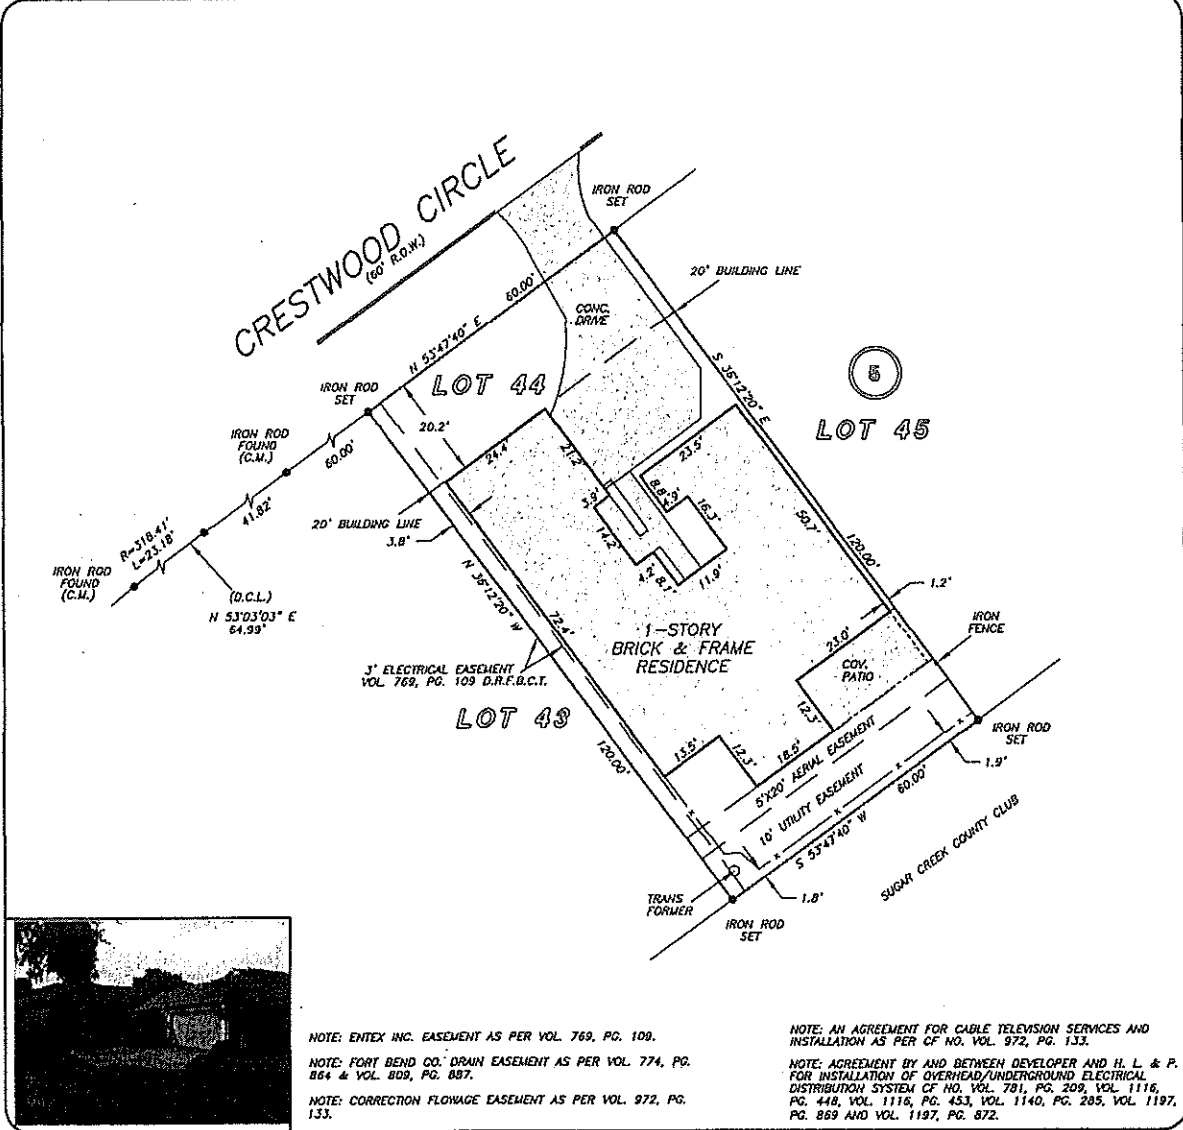 CRESTWOOD CIRCLE
(60' R.O.W.)
IRON ROD
SET
20' BUILDING LINE
60.00'
CONC.
DRIVE
N 53°47'40" E
S 36°12'20" E
5
LOT 44
LOT 45
IRON ROD
SET
20.2'
IRON ROD
FOUND
(C.M.)
60.00'
24.4'
21.2'
23.5'
8.8'
4.9'
3.9'
16.3'
14.2'
4.2'
8.1'
11.9'
50.7'
120.00'
41.82'
20' BUILDING LINE
3.8'
R=318.41'
L=23.18'
IRON ROD
FOUND
(C.M.)
(D.C.L.)
N 53°03'03" E
64.99'
N 36°12'20" W
72.4'
1.2'
IRON
FENCE
1-STORY
BRICK & FRAME
RESIDENCE
23.0'
COV.
PATIO
12.3'
3' ELECTRICAL EASEMENT
VOL. 769, PG. 109 D.R.F.B.C.T.
LOT 43
120.00'
13.5'
12.3'
18.5'
5'X20' AERIAL EASEMENT
10' UTILITY EASEMENT
IRON ROD
SET
1.9'
60.00'
S 53°47'40" W
SUGAR CREEK COUNTY CLUB
TRANS
FORMER
1.8'
IRON ROD
SET
NOTE: ENTEX INC. EASEMENT AS PER VOL. 769, PG. 109.
NOTE: FORT BEND CO. DRAIN EASEMENT AS PER VOL. 774, PG.
864 & VOL. 809, PG. 887.
NOTE: CORRECTION FLOWAGE EASEMENT AS PER VOL. 972, PG.
133.
NOTE: AN AGREEMENT FOR CABLE TELEVISION SERVICES AND
INSTALLATION AS PER CF NO. VOL. 972, PG. 133.
NOTE: AGREEMENT BY AND BETWEEN DEVELOPER AND H. L. & P.
FOR INSTALLATION OF OVERHEAD/UNDERGROUND ELECTRICAL
DISTRIBUTION SYSTEM CF NO. VOL. 781, PG. 209, VOL. 1116,
PG. 448, VOL. 1116, PG. 453, VOL. 1140, PG. 285, VOL. 1197,
PG. 869 AND VOL. 1197, PG. 872.